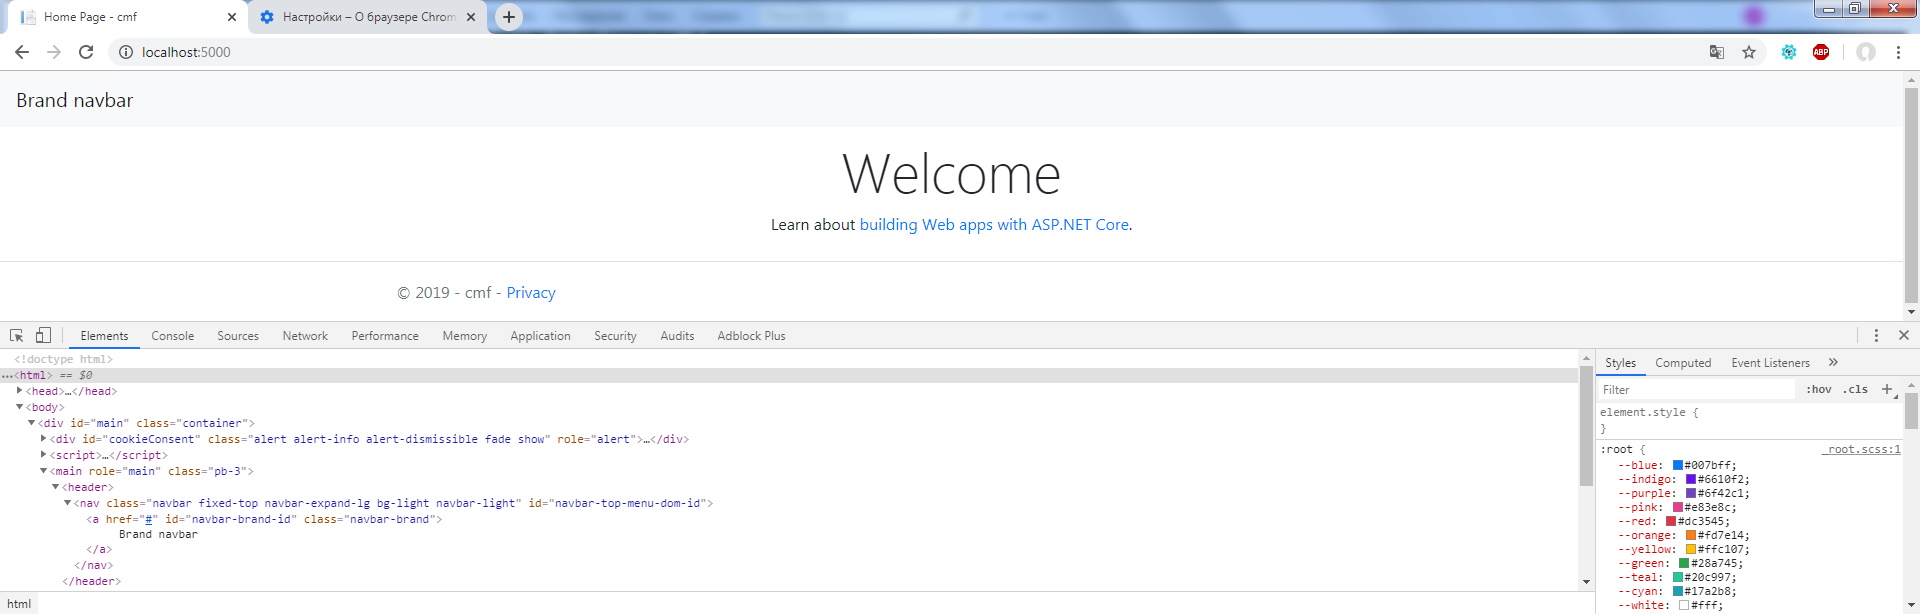 Home Page - cmf
Настройки – О браузере Chrom
localhost:5000
ABP
Brand navbar
Welcome
Learn about building Web apps with ASP.NET Core.
© 2019 - cmf - Privacy
Elements Console Sources Network Performance Memory Application Security Audits Adblock Plus
<!doctype html>
…<html> == $0
<head>…</head>
<body>
<div id="main" class="container">
<div id="cookieConsent" class="alert alert-info alert-dismissible fade show" role="alert">…</div>
<script>…</script>
<main role="main" class="pb-3">
<header>
<nav class="navbar fixed-top navbar-expand-lg bg-light navbar-light" id="navbar-top-menu-dom-id">
<a href="#" id="navbar-brand-id" class="navbar-brand">
Brand navbar
</a>
</nav>
</header>
html
Styles Computed Event Listeners »
Filter :hov .cls +
element.style {
}
:root { _root.scss:1
--blue: #007bff;
--indigo: #6610f2;
--purple: #6f42c1;
--pink: #e83e8c;
--red: #dc3545;
--orange: #fd7e14;
--yellow: #ffc107;
--green: #28a745;
--teal: #20c997;
--cyan: #17a2b8;
--white: #fff;